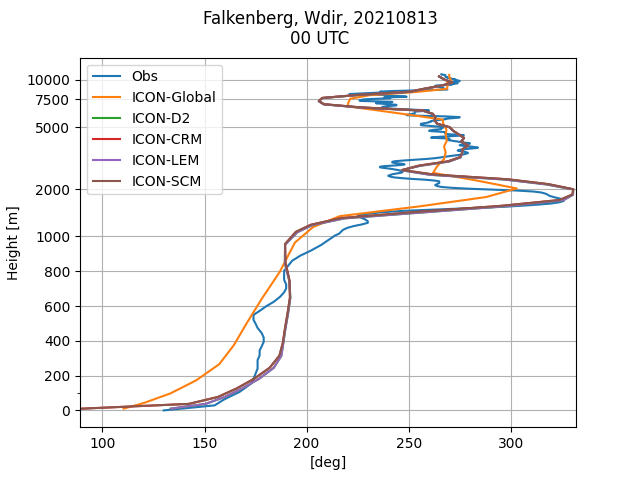 Falkenberg, Wdir, 20210813
00 UTC
Obs
ICON-Global
ICON-D2
ICON-CRM
ICON-LEM
ICON-SCM
Height [m]
10000
7500
5000
2000
1000
800
600
400
200
0
100
150
200
250
300
[deg]